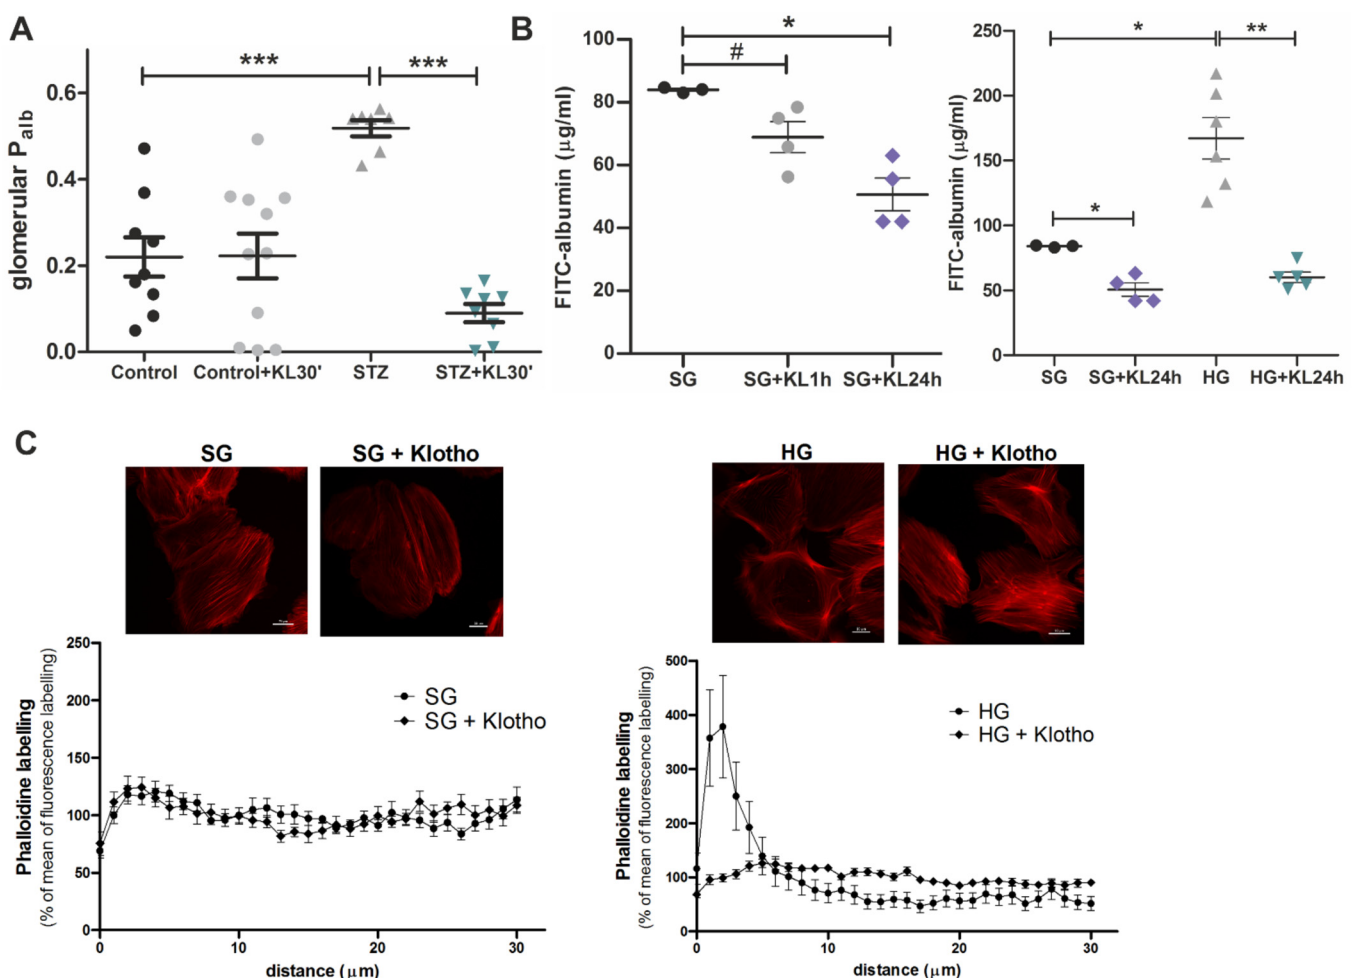 A
glomerular Palb
0.6
0.4
0.2
0.0
***
***
Control
Control+KL30'
STZ
STZ+KL30'
B
FITC-albumin (μg/ml)
100
80
60
40
20
0
*
#
SG
SG+KL1h
SG+KL24h
FITC-albumin (μg/ml)
250
200
150
100
50
0
*
**
*
SG
SG+KL24h
HG
HG+KL24h
C
SG
SG + Klotho
HG
HG + Klotho
Phalloidine labelling
(% of mean of fluorescence labelling)
250
200
150
100
50
0
SG
SG + Klotho
0
10
20
30
distance (μm)
Phalloidine labelling
(% of mean of fluorescence labelling)
500
400
300
200
100
0
HG
HG + Klotho
0
10
20
30
distance (μm)